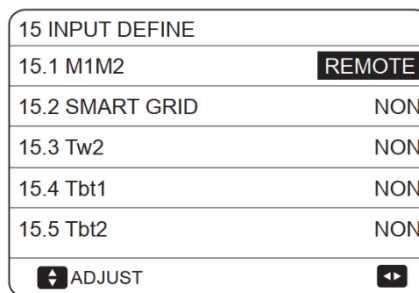 15 INPUT DEFINE
15.1 M1M2 REMOTE
15.2 SMART GRID NON
15.3 Tw2 NON
15.4 Tbt1 NON
15.5 Tbt2 NON
ADJUST